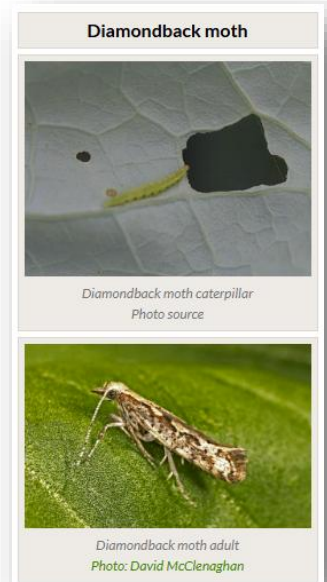 Diamondback moth
Diamondback moth caterpillar
Photo source
Diamondback moth adult
Photo: David McClenaghan